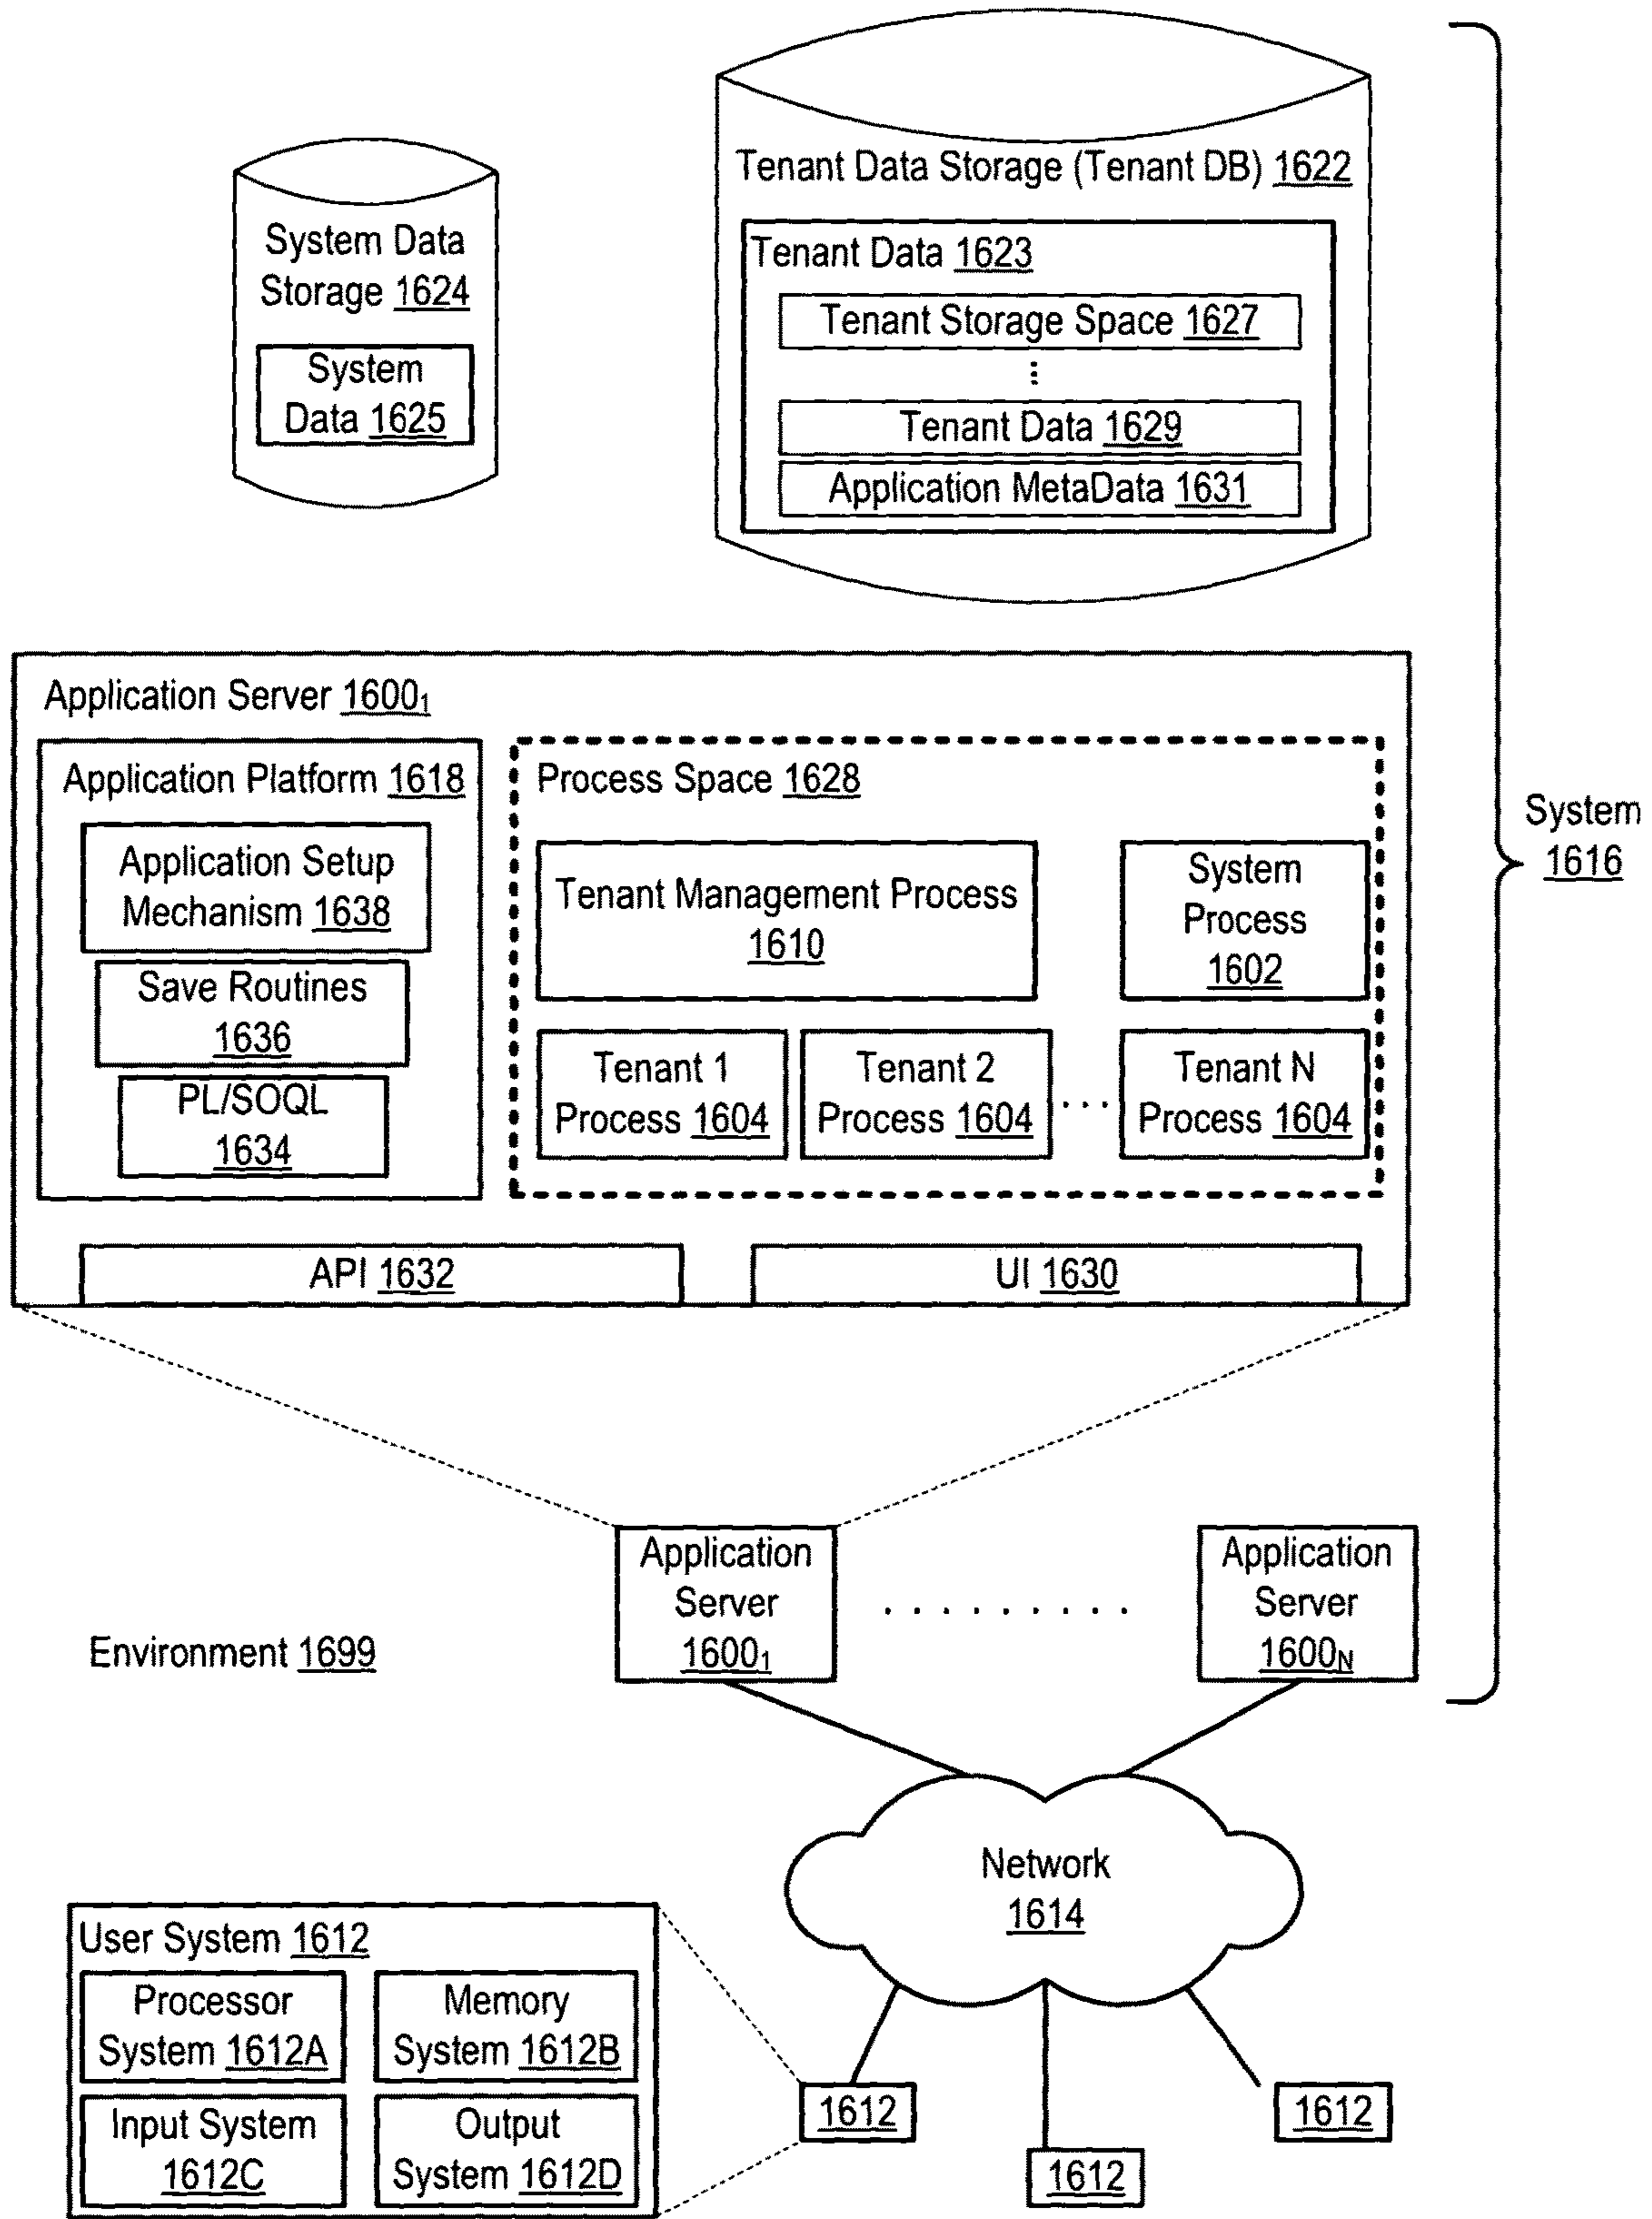 Tenant Data Storage (Tenant DB) 1622
System Data
Storage 1624
System
Data 1625
Tenant Data 1623
Tenant Storage Space 1627
⋮
Tenant Data 1629
Application MetaData 1631
System
1616
Application Server 1600₁
Application Platform 1618
Application Setup
Mechanism 1638
Save Routines
1636
PL/SOQL
1634
Process Space 1628
Tenant Management Process
1610
System
Process
1602
Tenant 1
Process 1604
Tenant 2
Process 1604
. . .
Tenant N
Process 1604
API 1632
UI 1630
Application
Server
1600₁
. . . . . . . . .
Application
Server
1600N
Environment 1699
Network
1614
User System 1612
Processor
System 1612A
Memory
System 1612B
Input System
1612C
Output
System 1612D
1612
1612
1612